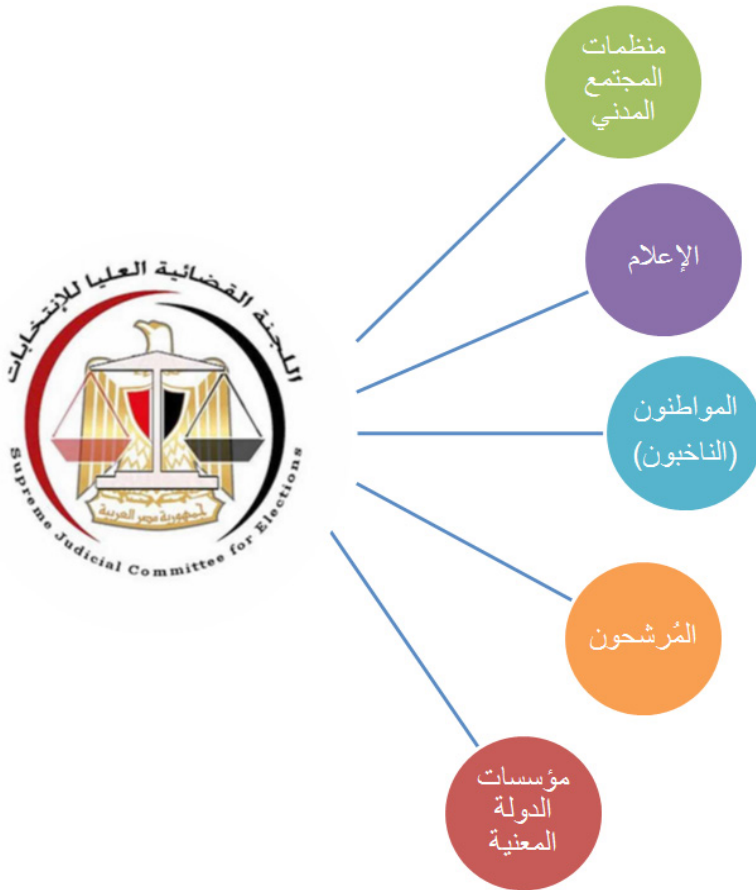 منظمات
المجتمع
المدني
الإعلام
اللجنة القضائية العليا للإنتخابات
جمهورية مصر العربية
Supreme Judicial Committee for Elections
المواطنون
(الناخبون)
المُرشحون
مؤسسات
الدولة
المعنية